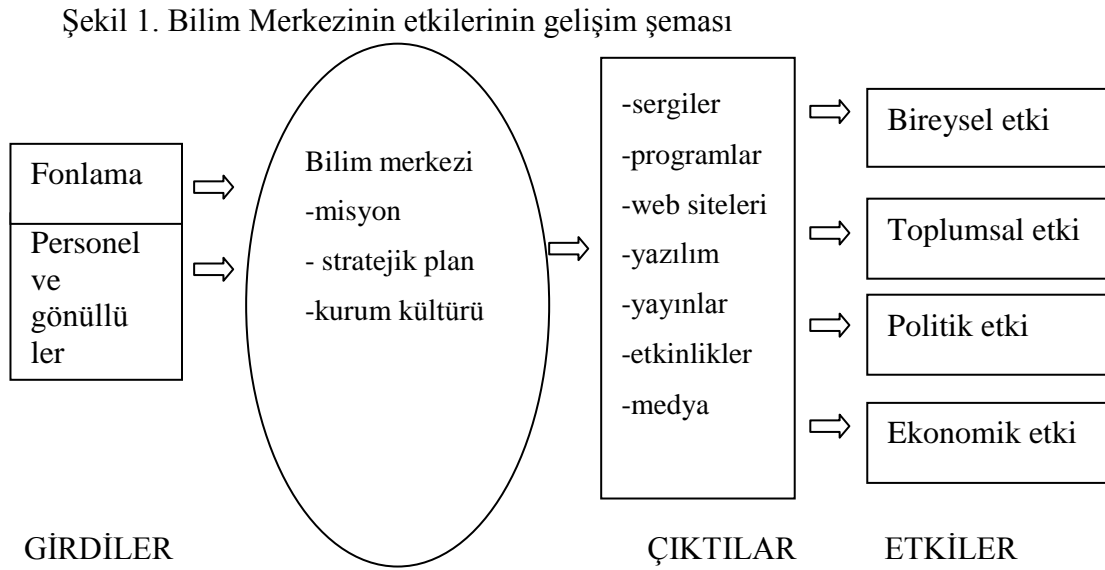 Şekil 1. Bilim Merkezinin etkilerinin gelişim şeması
Fonlama
Personel
ve
gönüllü
ler
Bilim merkezi
-misyon
- stratejik plan
-kurum kültürü
-sergiler
-programlar
-web siteleri
-yazılım
-yayınlar
-etkinlikler
-medya
Bireysel etki
Toplumsal etki
Politik etki
Ekonomik etki
GİRDİLER
ÇIKTILAR
ETKİLER